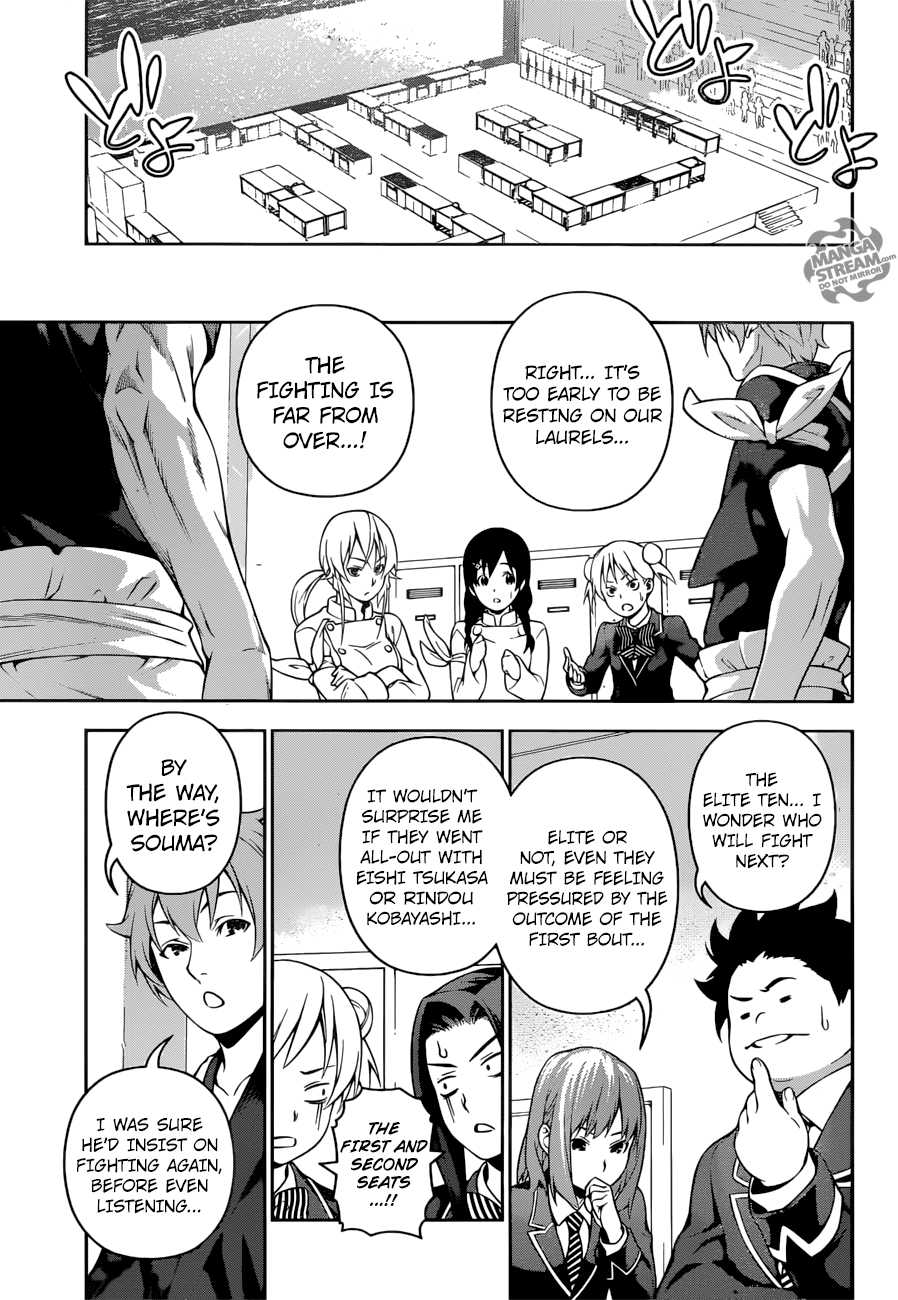 どよ
どよ
どよ
どよ
MANGA
STREAM.com
DO NOT MIRROR
RIGHT... IT'S
TOO EARLY TO BE
RESTING ON OUR
LAURELS...
THE
FIGHTING IS
FAR FROM
OVER...!
THE
ELITE TEN... I
WONDER WHO
WILL FIGHT
NEXT?
ELITE OR
NOT, EVEN THEY
MUST BE FEELING
PRESSURED BY THE
OUTCOME OF THE
FIRST BOUT...
IT WOULDN'T
SURPRISE ME
IF THEY WENT
ALL-OUT WITH
EISHI TSUKASA
OR RINDOU
KOBAYASHI...
THE
FIRST AND
SECOND
SEATS
...!!
BY
THE WAY,
WHERE'S
SOUMA?
I WAS SURE
HE'D INSIST ON
FIGHTING AGAIN,
BEFORE EVEN
LISTENING...